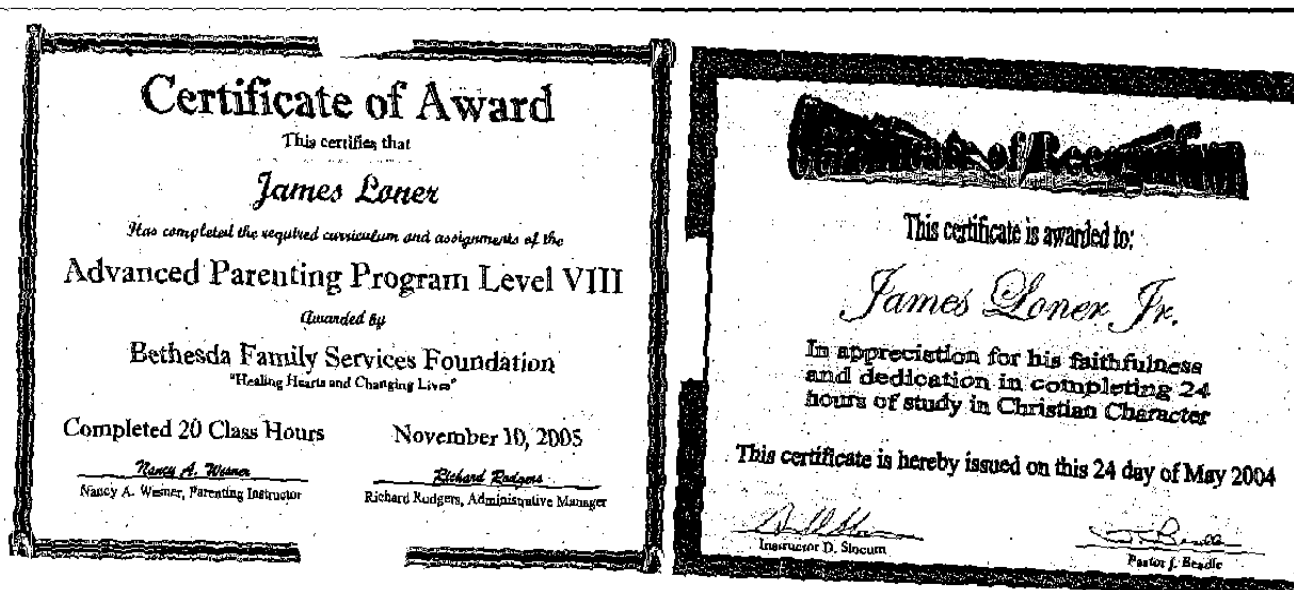 Certificate of Award
This certifies that
James Loner
Has completed the required curriculum and assignments of the
Advanced Parenting Program Level VIII
Awarded by
Bethesda Family Services Foundation
"Healing Hearts and Changing Lives"
Completed 20 Class Hours
November 10, 2005
Nancy A. Wesner
Nancy A. Wesner, Parenting Instructor
Richard Rodgers
Richard Rodgers, Administrative Manager
Certificate of Recognition
This certificate is awarded to:
James Loner Jr.
In appreciation for his faithfulness
and dedication in completing 24
hours of study in Christian Character
This certificate is hereby issued on this 24 day of May 2004
Instructor D. Slocum
Pastor J. Beadle